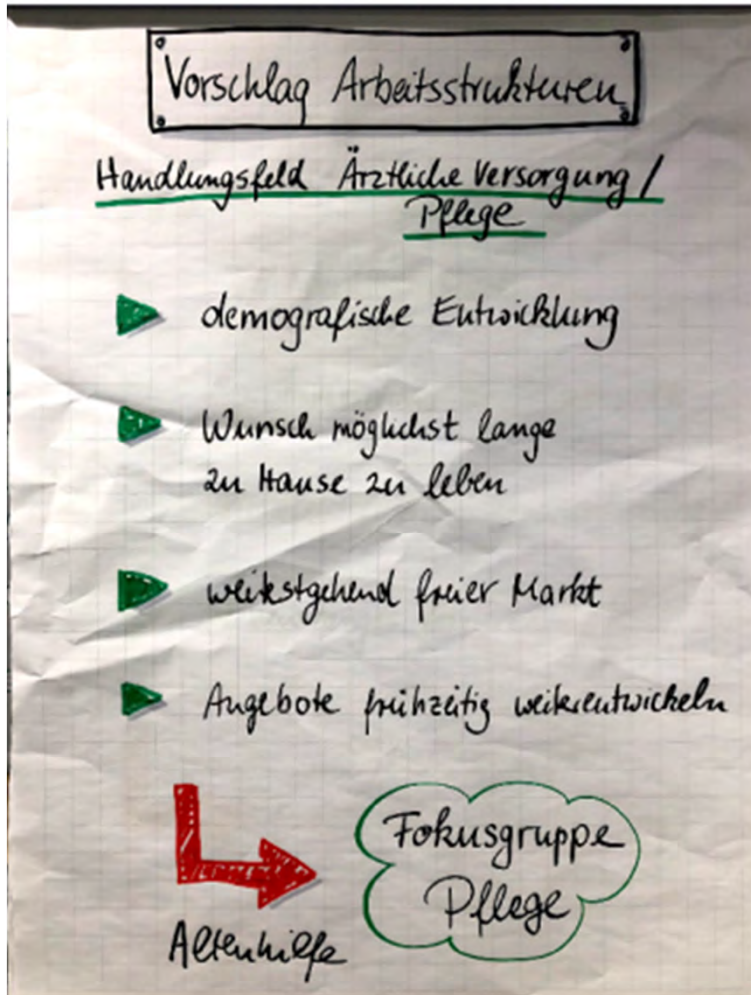 Vorschlag Arbeitsstrukturen
Handlungsfeld Ärztliche Versorgung /
Pflege
demografische Entwicklung
Wunsch möglichst lange
zu Hause zu leben
weitestgehend freier Markt
Angebote frühzeitig weiterentwickeln
Fokusgruppe
Pflege
Altenhilfe